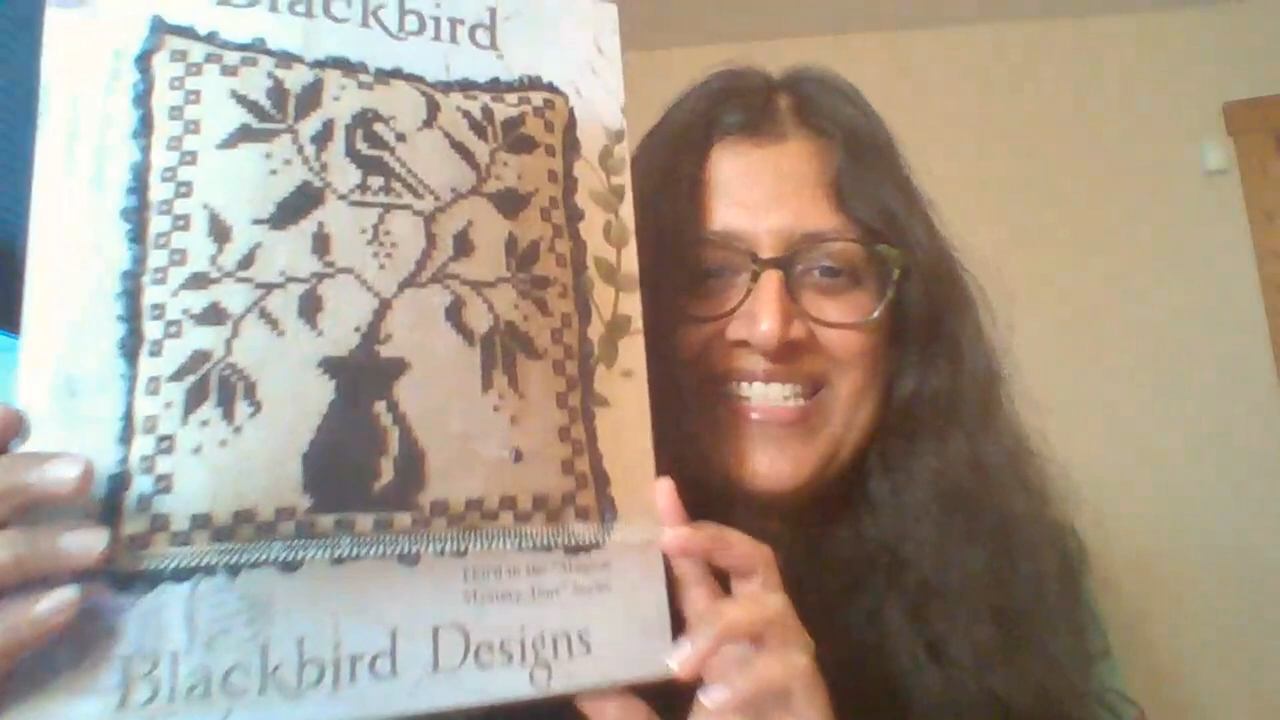 Blackbird
Third in the "Magical
Mystery Tour" Series
Blackbird Designs